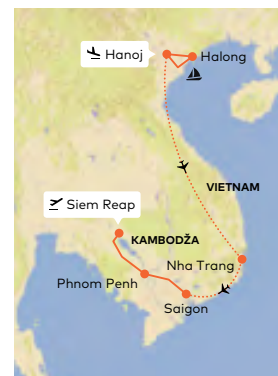 Hanoj
Halong
VIETNAM
Siem Reap
KAMBODŽA
Nha Trang
Phnom Penh
Saigon